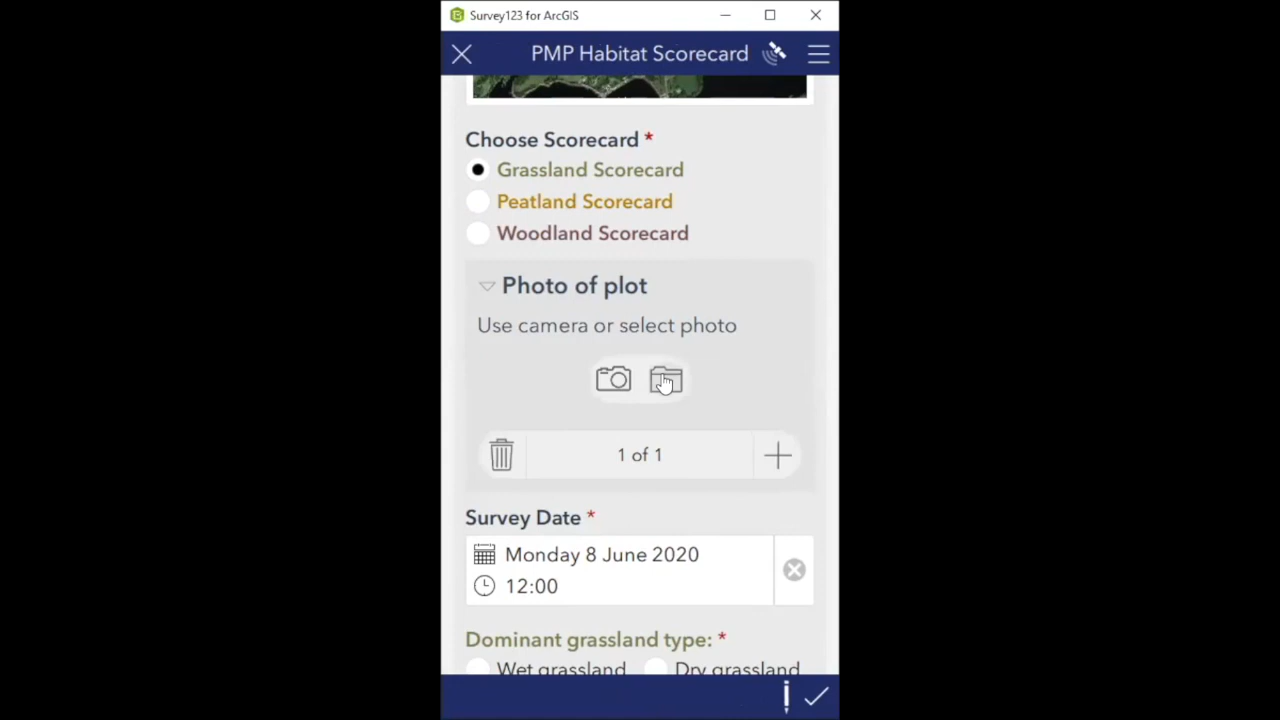 Survey123 for ArcGIS
PMP Habitat Scorecard
Choose Scorecard *
Grassland Scorecard
Peatland Scorecard
Woodland Scorecard
Photo of plot
Use camera or select photo
1 of 1
Survey Date *
Monday 8 June 2020
12:00
Dominant grassland type: *
Wet grassland Dry grassland